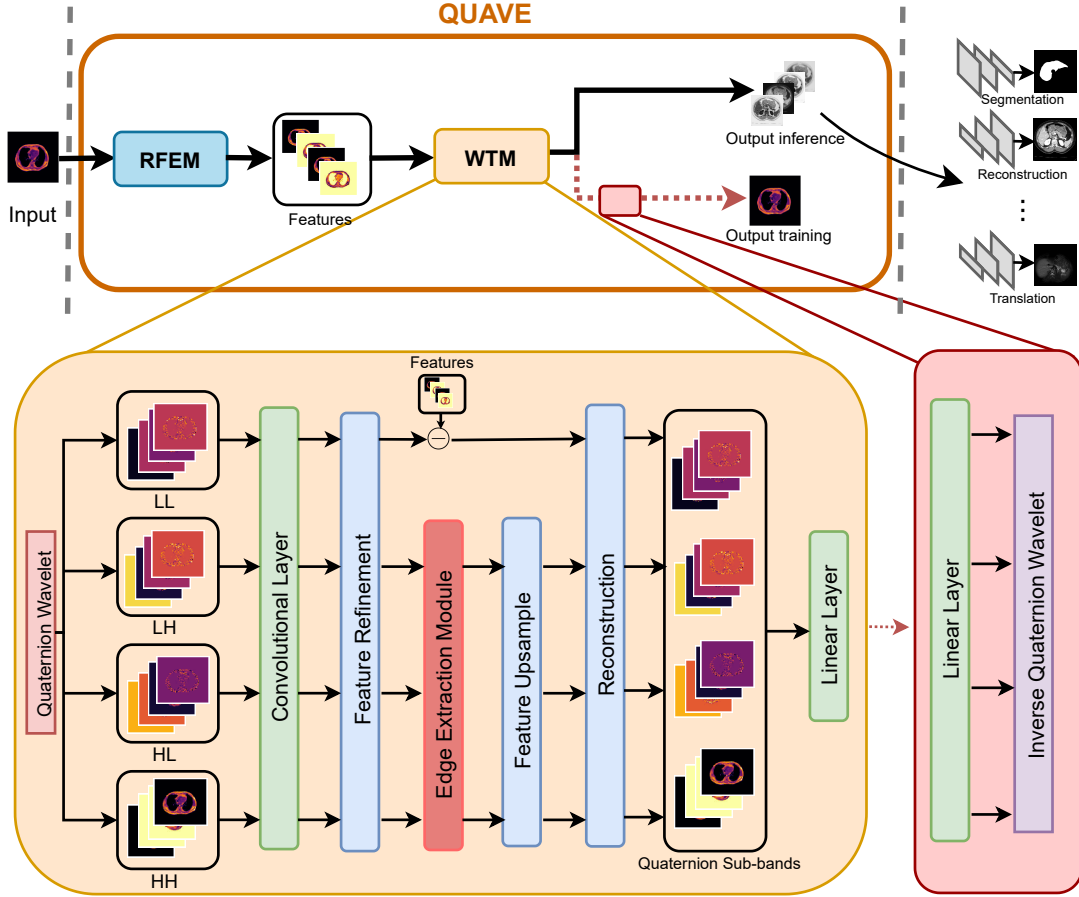 QUAVE
Input
RFEM
Features
WTM
Output inference
Output training
Segmentation
Reconstruction
...
Translation
Quaternion Wavelet
LL
LH
HL
HH
Convolutional Layer
Feature Refinement
Features
Edge Extraction Module
Feature Upsample
Reconstruction
Quaternion Sub-bands
Linear Layer
Linear Layer
Inverse Quaternion Wavelet